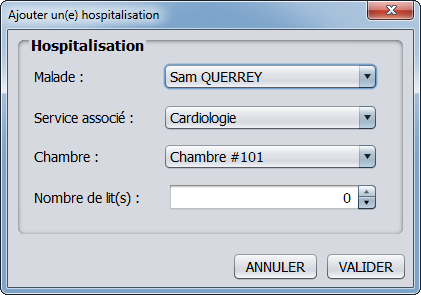 Ajouter un(e) hospitalisation
Hospitalisation
Malade : Sam QUERREY
Service associé : Cardiologie
Chambre : Chambre #101
Nombre de lit(s) : 0
ANNULER VALIDER